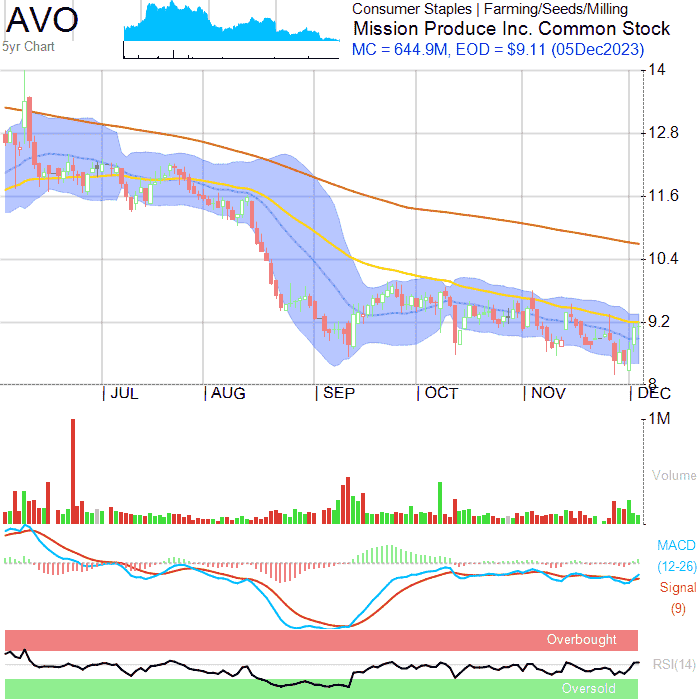 AVO
5yr Chart
Consumer Staples | Farming/Seeds/Milling
Mission Produce Inc. Common Stock
MC = 644.9M, EOD = $9.11 (05Dec2023)
14
12.8
11.6
10.4
9.2
8
JUL
AUG
SEP
OCT
NOV
DEC
1M
Volume
MACD
(12-26)
Signal
(9)
Overbought
RSI(14)
Oversold